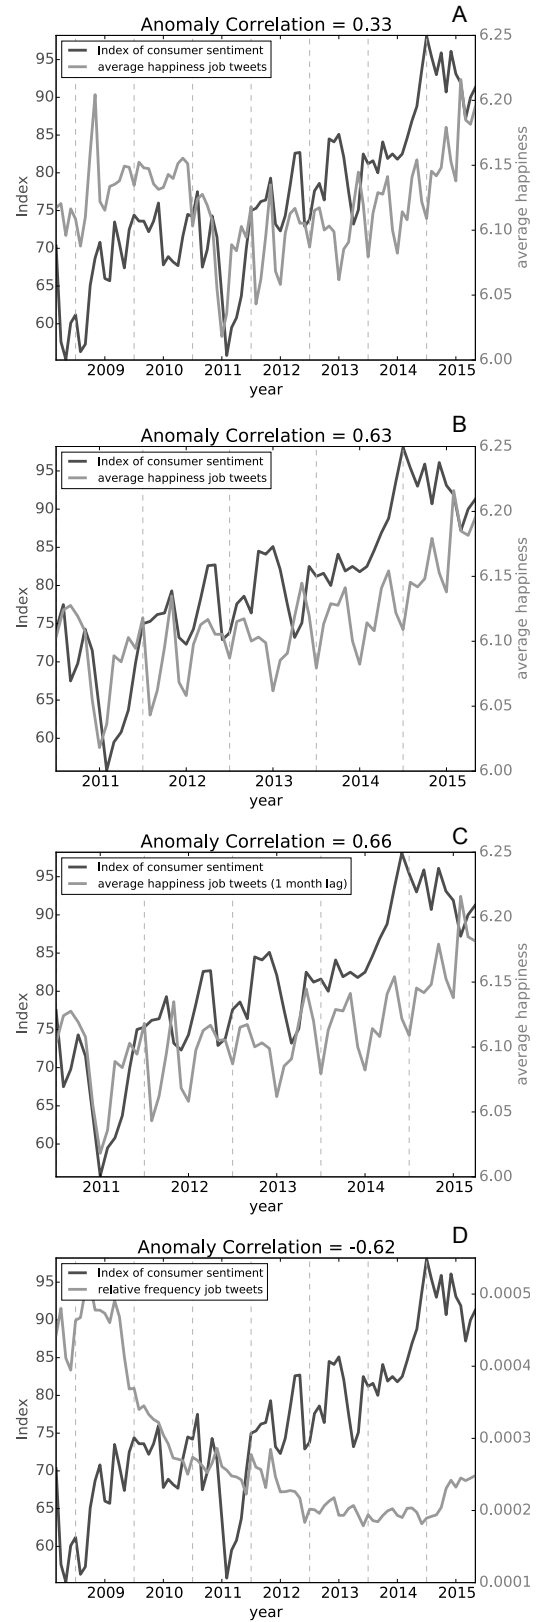 A
Anomaly Correlation = 0.33
Index of consumer sentiment
average happiness job tweets
95
90
85
80
75
70
65
60
Index
6.25
6.20
6.15
6.10
6.05
6.00
average happiness
2009 2010 2011 2012 2013 2014 2015
year
B
Anomaly Correlation = 0.63
Index of consumer sentiment
average happiness job tweets
95
90
85
80
75
70
65
60
Index
6.25
6.20
6.15
6.10
6.05
6.00
average happiness
2011 2012 2013 2014 2015
year
C
Anomaly Correlation = 0.66
Index of consumer sentiment
average happiness job tweets (1 month lag)
95
90
85
80
75
70
65
60
Index
6.25
6.20
6.15
6.10
6.05
6.00
average happiness
2011 2012 2013 2014 2015
year
D
Anomaly Correlation = -0.62
Index of consumer sentiment
relative frequency job tweets
95
90
85
80
75
70
65
60
Index
0.0005
0.0004
0.0003
0.0002
0.0001
2009 2010 2011 2012 2013 2014 2015
year